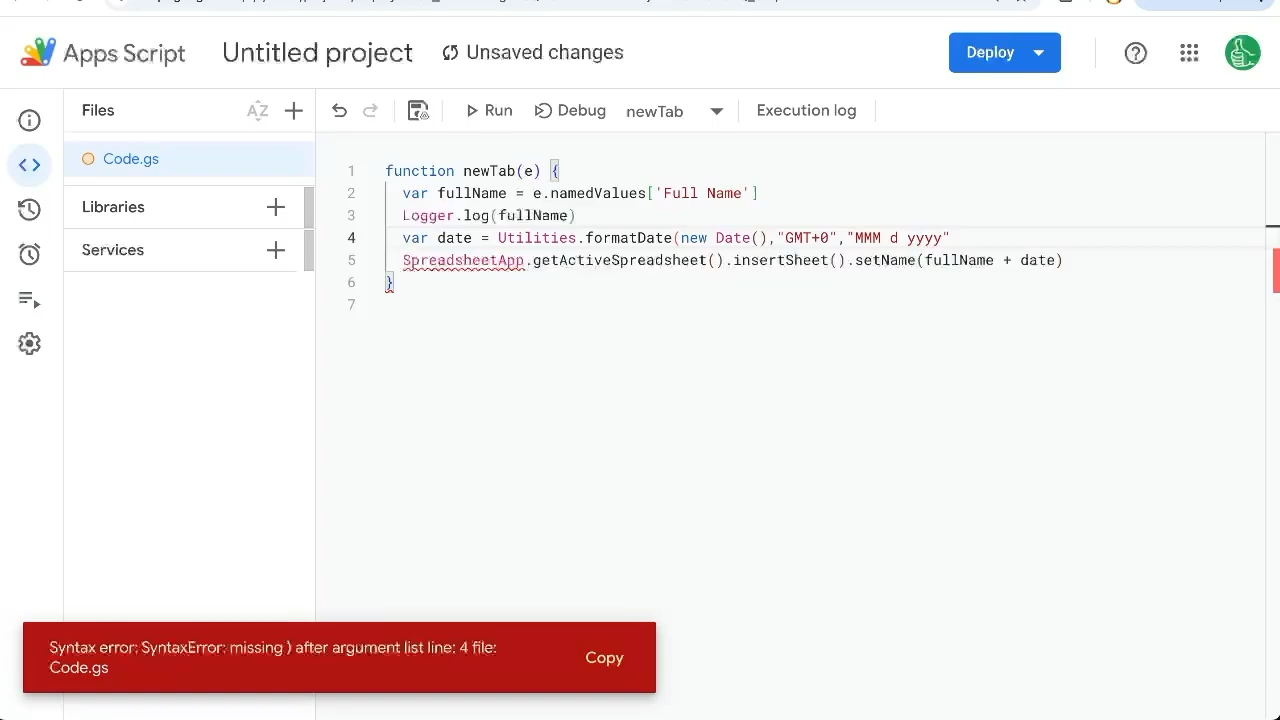 Apps Script
Untitled project
Unsaved changes
Deploy
Files
AZ
Run
Debug
newTab
Execution log
Code.gs
Libraries
Services
1 function newTab(e) {
2 var fullName = e.namedValues['Full Name']
3 Logger.log(fullName)
4 var date = Utilities.formatDate(new Date(),"GMT+0","MMM d yyyy"
5 SpreadsheetApp.getActiveSpreadsheet().insertSheet().setName(fullName + date)
6 }
7
Syntax error: SyntaxError: missing ) after argument list line: 4 file:
Code.gs
Copy